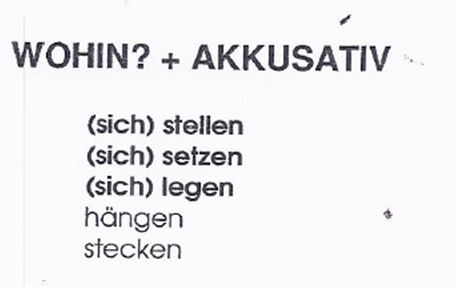 WOHIN? + AKKUSATIV
(sich) stellen
(sich) setzen
(sich) legen
hängen
stecken